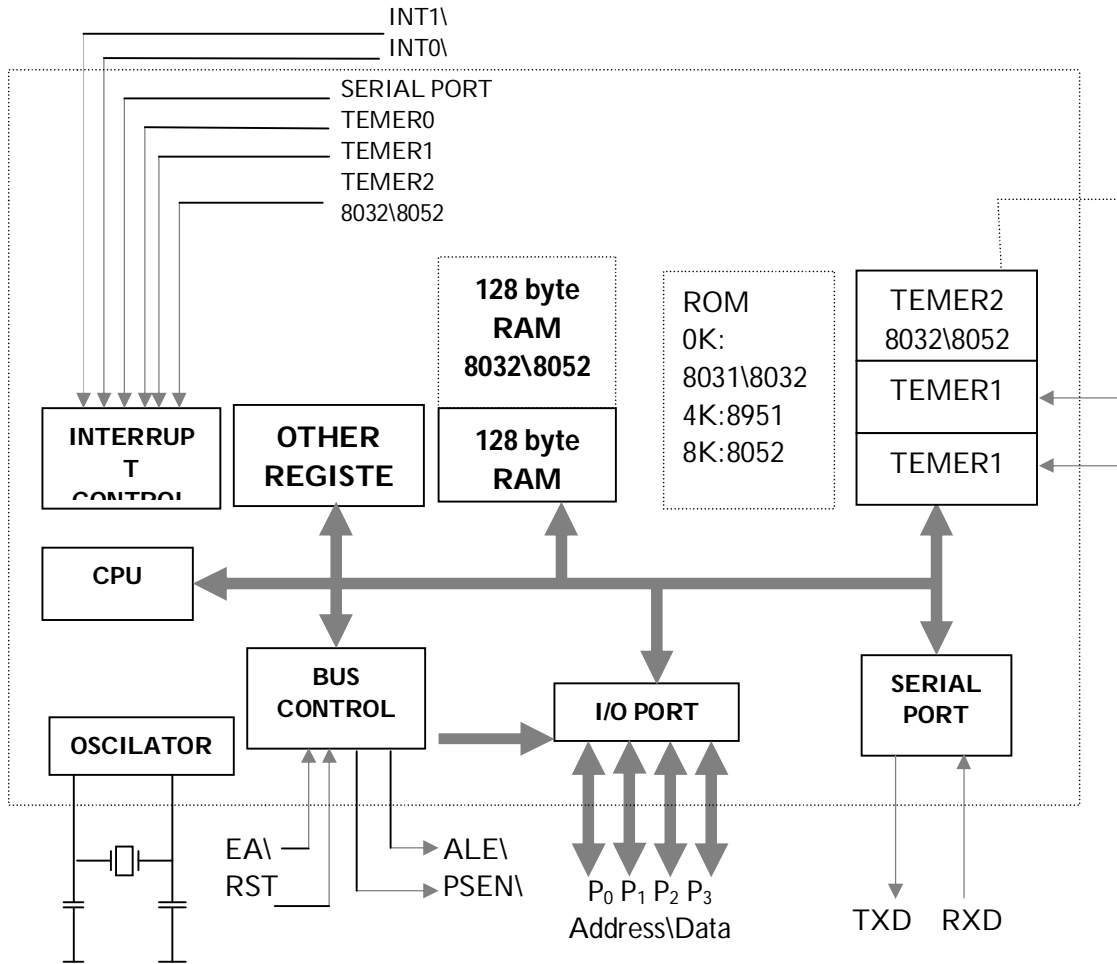 INT1\
INT0\
SERIAL PORT
TEMER0
TEMER1
TEMER2
8032\8052
128 byte
RAM
8032\8052
ROM
0K:
8031\8032
4K:8951
8K:8052
TEMER2
8032\8052
TEMER1
TEMER1
INTERRUP
T
CONTROL
OTHER
REGISTE
128 byte
RAM
CPU
BUS
CONTROL
I/O PORT
SERIAL
PORT
OSCILATOR
EA\
RST
ALE\
PSEN\
P0 P1 P2 P3
Address\Data
TXD RXD